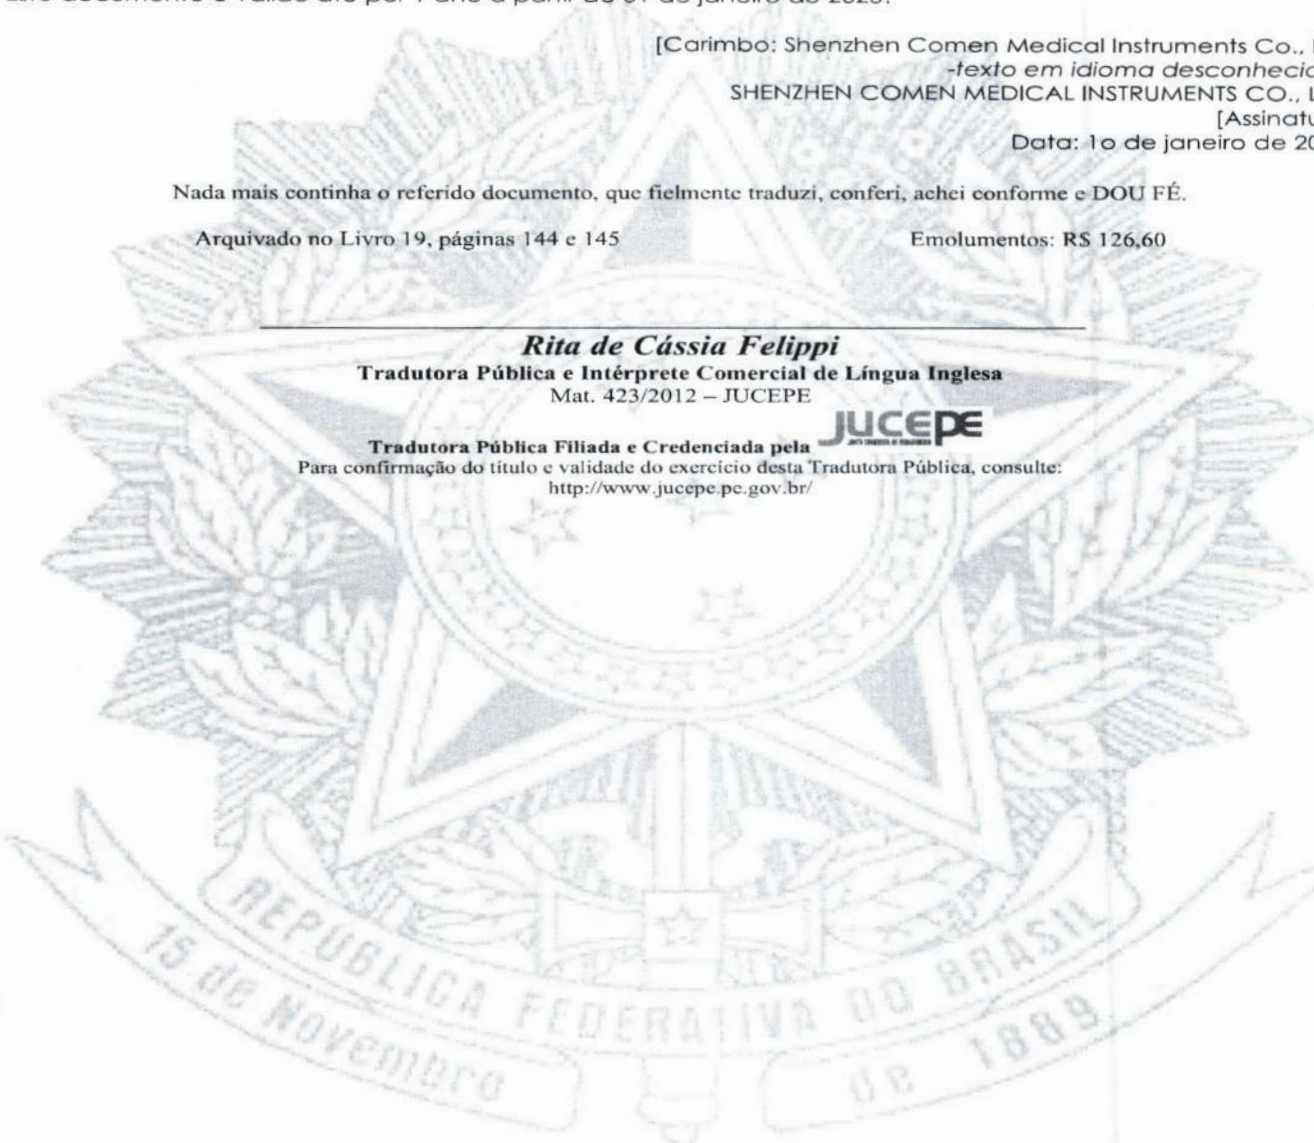 [Carimbo: Shenzhen Comen Medical Instruments Co.,
-texto em idioma
SHENZHEN COMEN MEDICAL INSTRUMENTS CO.,
Data: 1o de janeiro de
Nada mais continha o referido documento, que fielmente traduzi, conferi, achei conforme e DOU FÉ.
Arquivado no Livro 19, páginas 144 e 145 Emolumentos: R$ 126,60
Rita de Cássia Felippi
Tradutora Pública e Intérprete Comercial de Língua Inglesa
Mat. 423/2012 – JUCEPE
Tradutora Pública Filiada e Credenciada pela JUCEPE
Para confirmação do título e validade do exercício desta Tradutora Pública, consulte:
http://www.jucepe.pe.gov.br/
REPUBLICA FEDERATIVA DO BRASIL
15 de Novembro de 1889